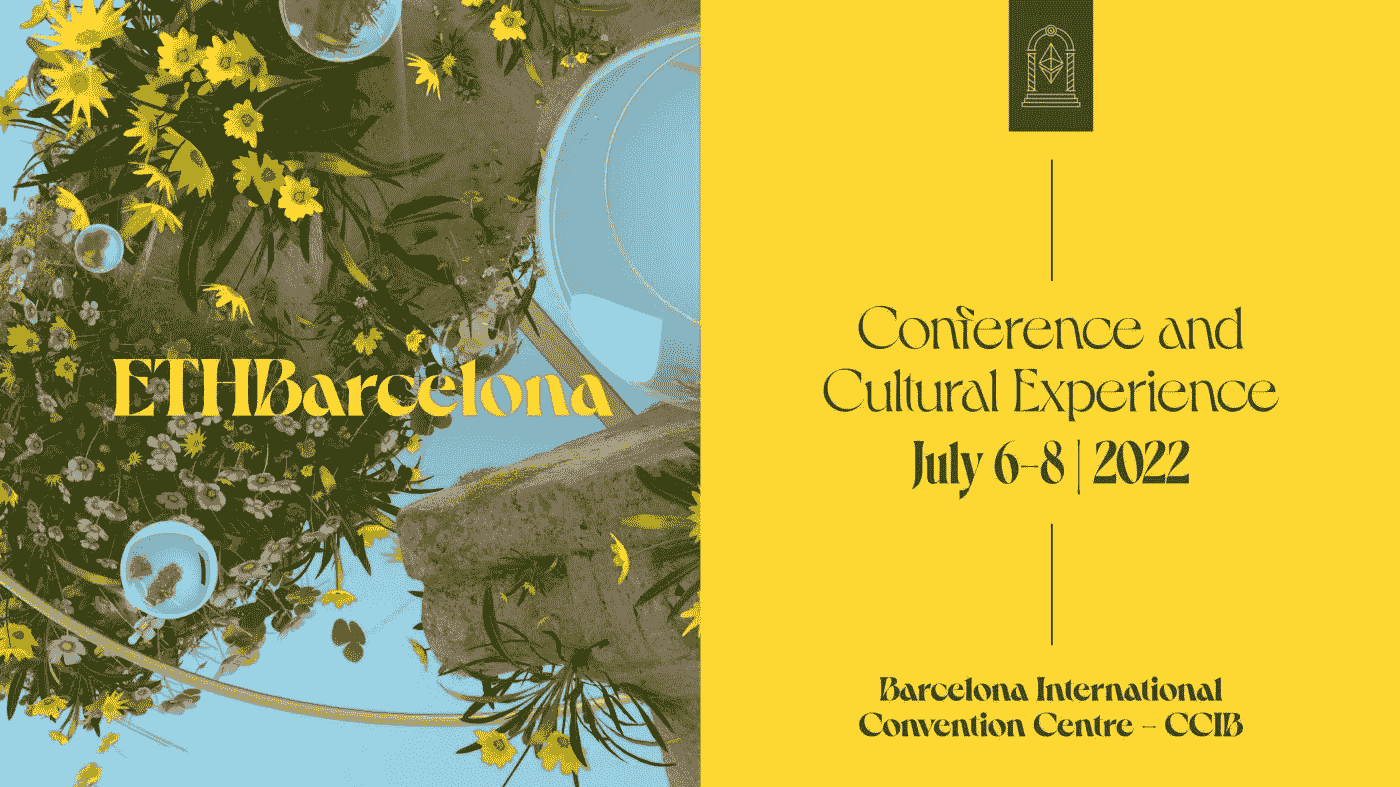 ETHBarcelona
Conference and
Cultural Experience
July 6–8 | 2022
Barcelona International
Convention Centre – CCIB